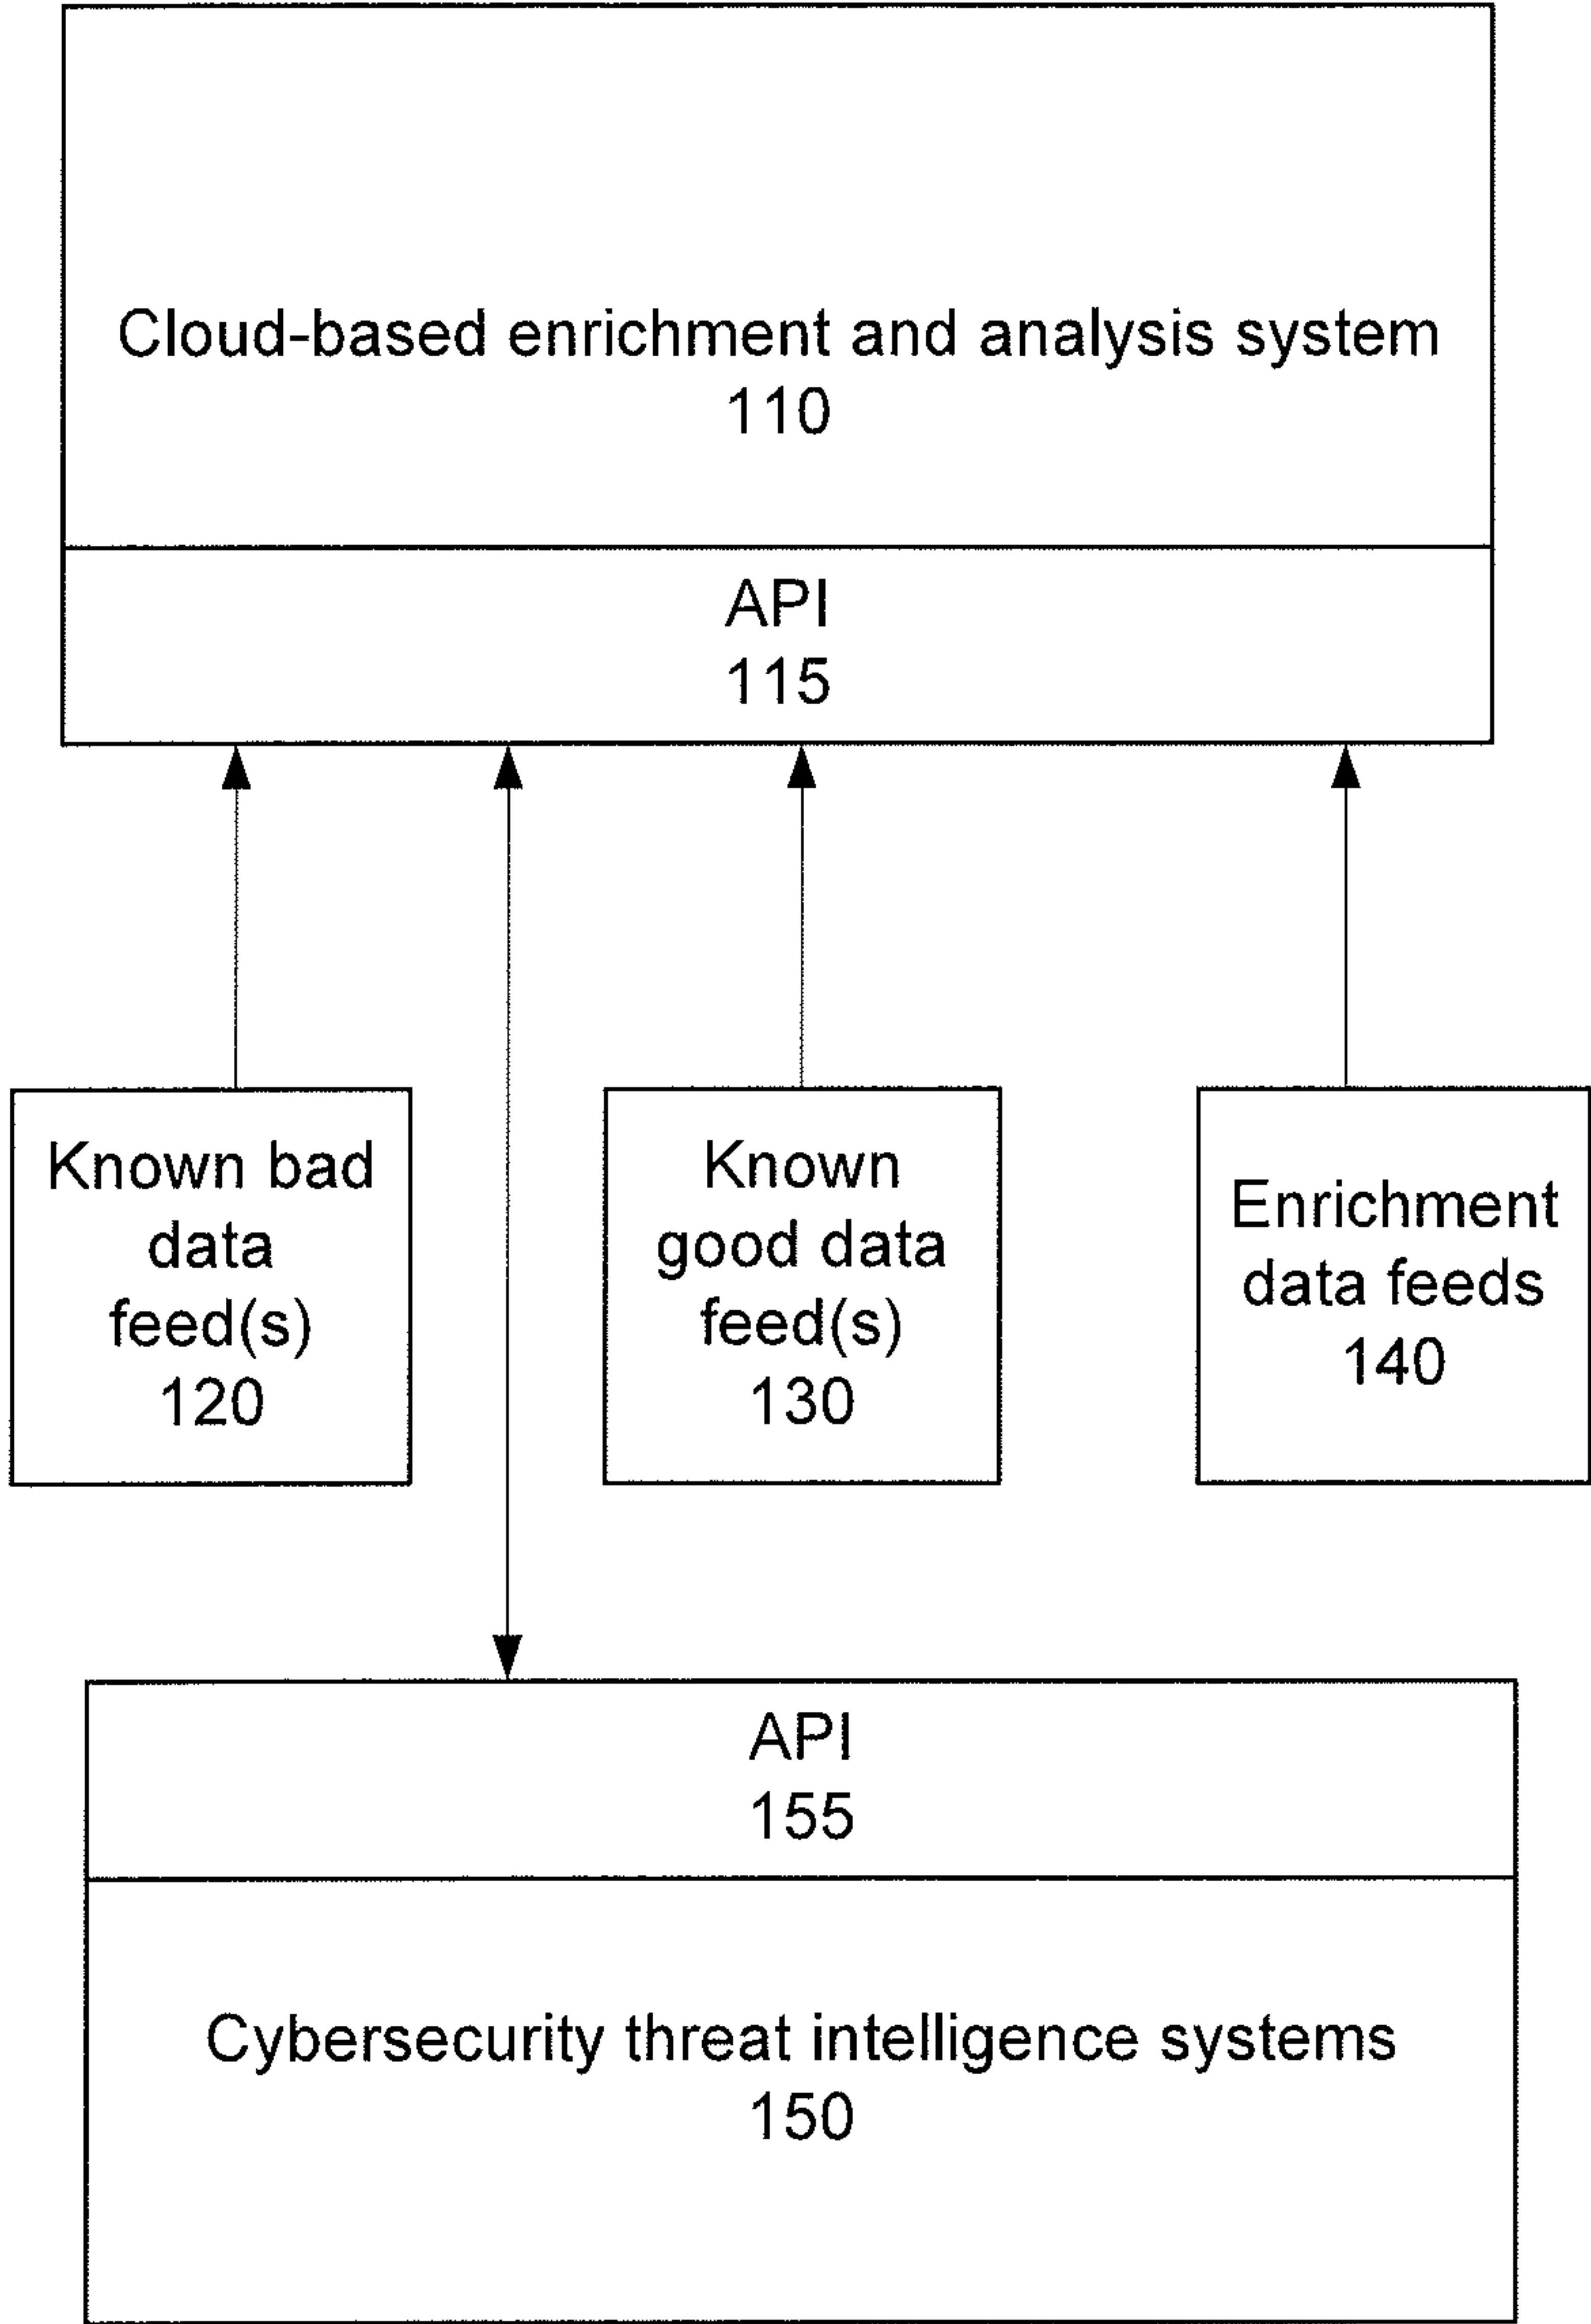 Cloud-based enrichment and analysis system
110
API
115
Known bad
data
feed(s)
120
Known
good data
feed(s)
130
Enrichment
data feeds
140
API
155
Cybersecurity threat intelligence systems
150